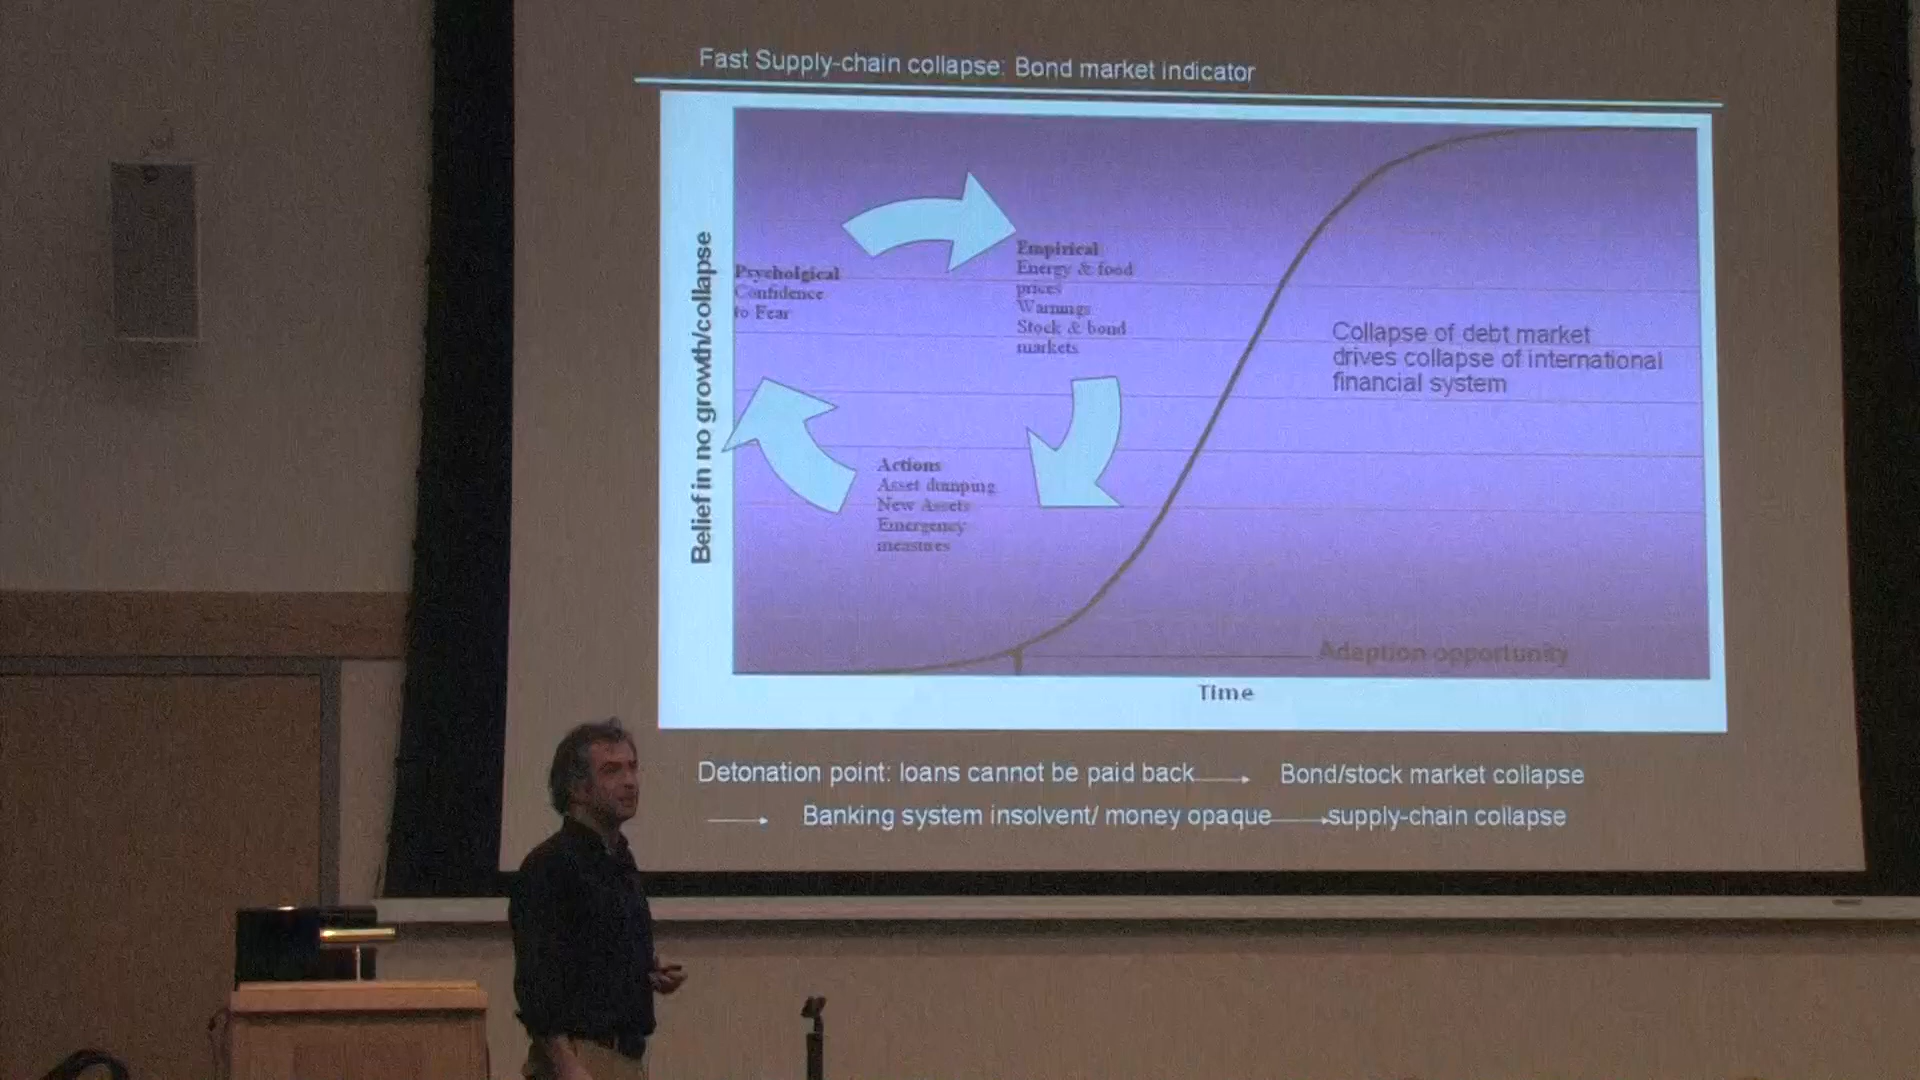 Fast Supply-chain collapse: Bond market indicator
Belief in no growth/collapse
Psycholgical
Confidence
to Fear
Empirical
Energy & food
prices
Warnings
Stock & bond
markets
Actions
Asset dumping
New Assets
Emergency
measures
Collapse of debt market
drives collapse of international
financial system
Adaption opportunity
Time
Detonation point: loans cannot be paid back → Bond/stock market collapse
→ Banking system insolvent/ money opaque → supply-chain collapse